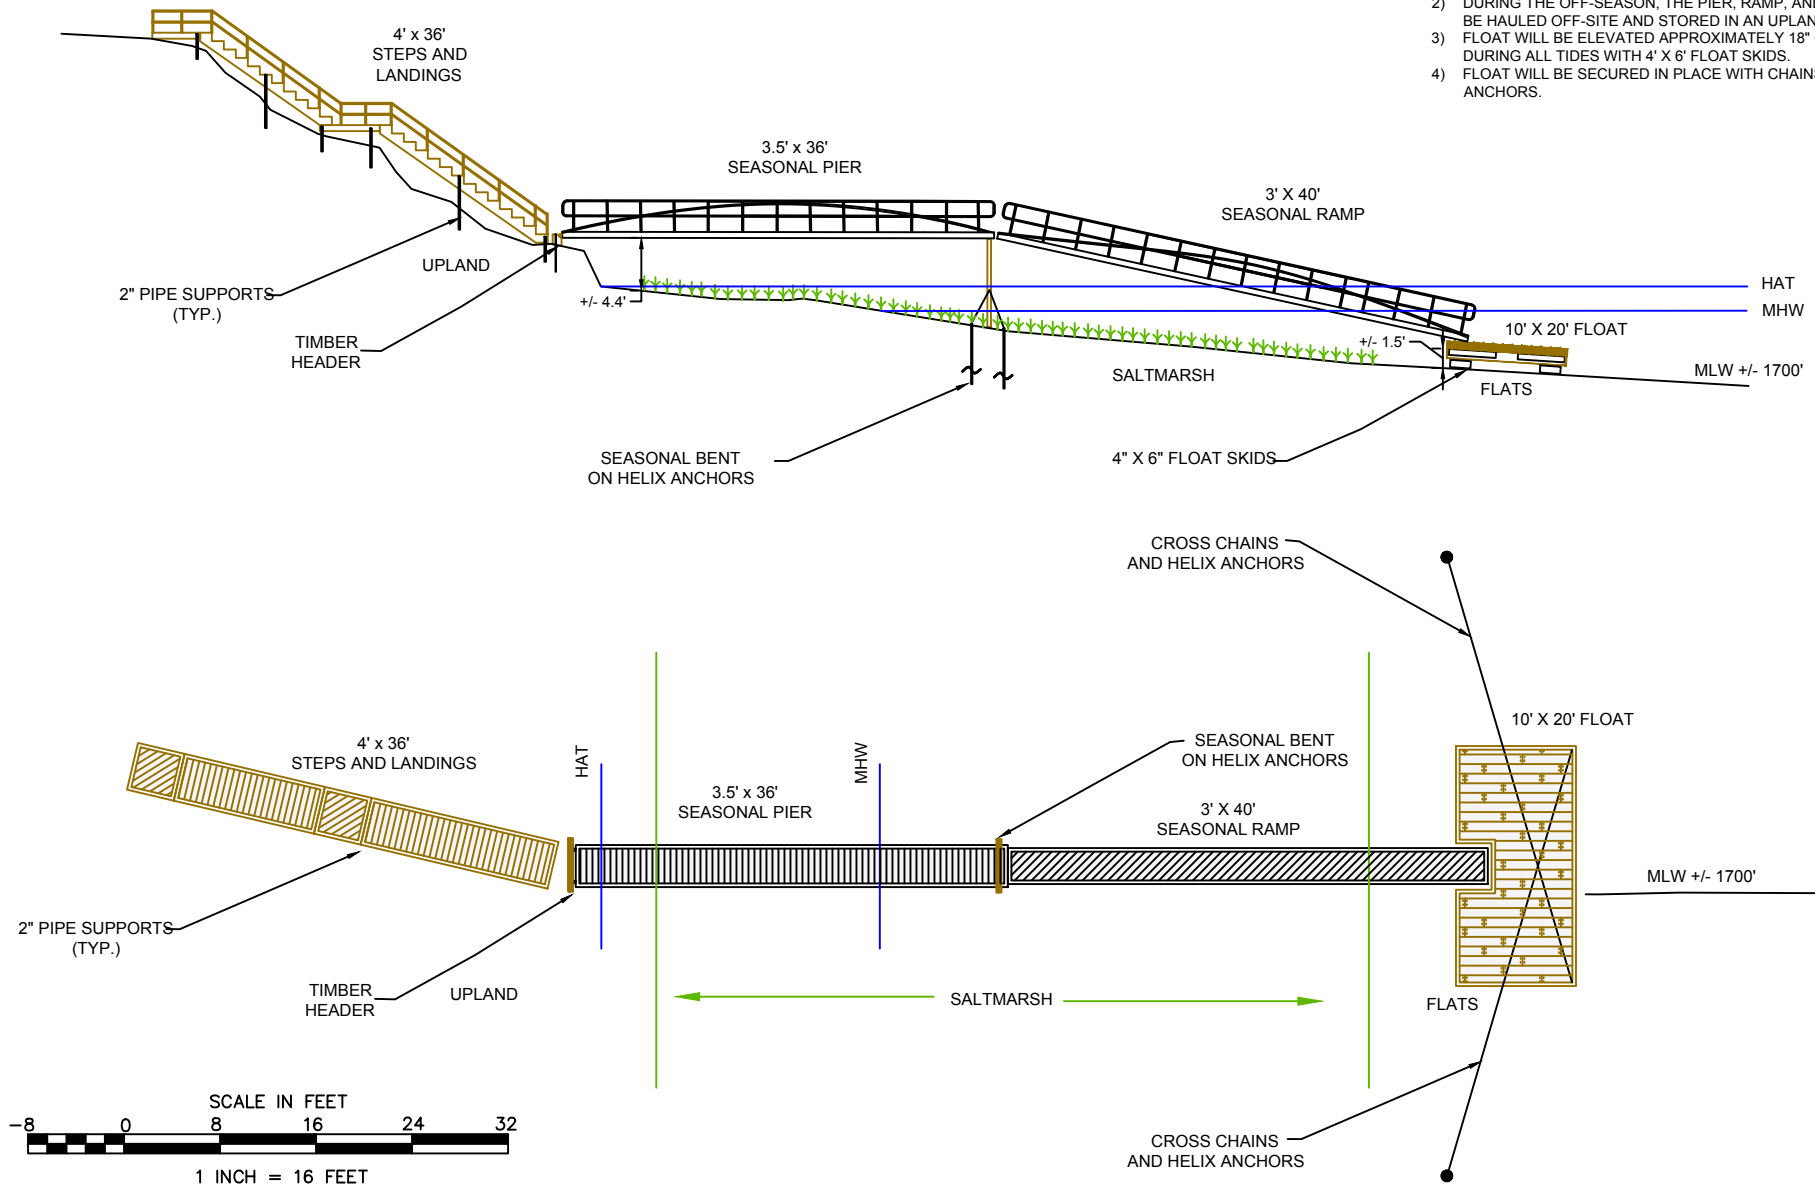 2) DURING THE OFF-SEASON, THE PIER, RAMP, AND
BE HAULED OFF-SITE AND STORED IN AN UPLAN
3) FLOAT WILL BE ELEVATED APPROXIMATELY 18"
DURING ALL TIDES WITH 4' X 6' FLOAT SKIDS.
4) FLOAT WILL BE SECURED IN PLACE WITH CHAINS
ANCHORS.
4' x 36'
STEPS AND
LANDINGS
3.5' x 36'
SEASONAL PIER
3' X 40'
SEASONAL RAMP
UPLAND
2" PIPE SUPPORTS
(TYP.)
+/- 4.4'
HAT
MHW
10' X 20' FLOAT
TIMBER
HEADER
+/- 1.5'
SALTMARSH
FLATS
MLW +/- 1700'
SEASONAL BENT
ON HELIX ANCHORS
4" X 6" FLOAT SKIDS
CROSS CHAINS
AND HELIX ANCHORS
10' X 20' FLOAT
4' x 36'
STEPS AND LANDINGS
HAT
MHW
SEASONAL BENT
ON HELIX ANCHORS
3.5' x 36'
SEASONAL PIER
3' X 40'
SEASONAL RAMP
MLW +/- 1700'
2" PIPE SUPPORTS
(TYP.)
TIMBER
HEADER
UPLAND
SALTMARSH
FLATS
SCALE IN FEET
-8 0 8 16 24 32
1 INCH = 16 FEET
CROSS CHAINS
AND HELIX ANCHORS